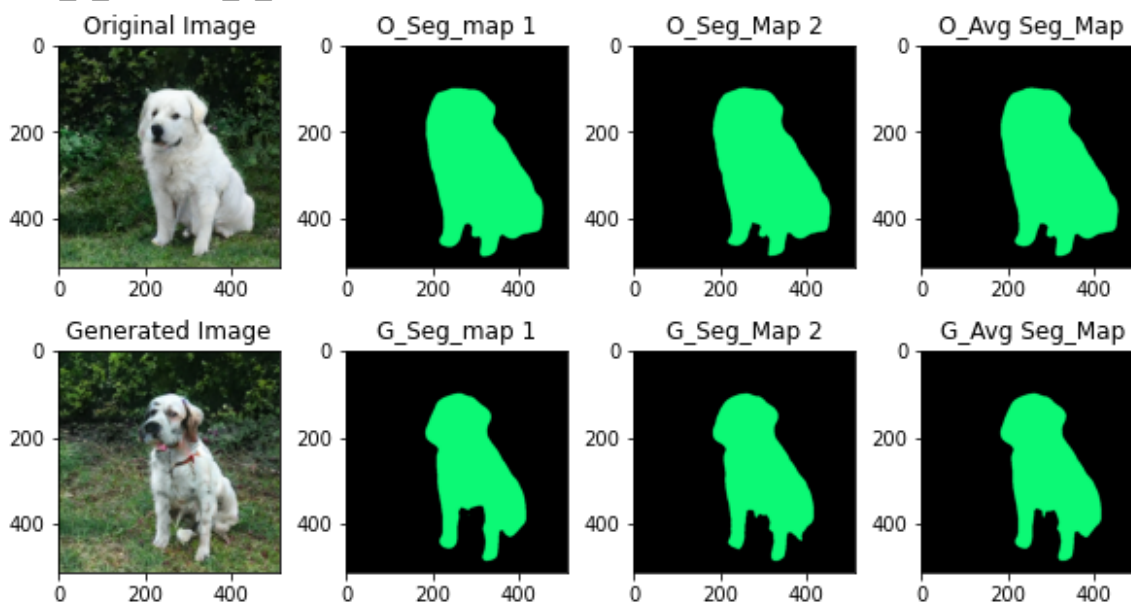 Original Image O_Seg_map 1 O_Seg_Map 2 O_Avg Seg_Map
0 0 0 0
200 200 200 200
400 400 400 400
0 200 400 0 200 400 0 200 400 0 200 400
Generated Image G_Seg_map 1 G_Seg_Map 2 G_Avg Seg_Map
0 0 0 0
200 200 200 200
400 400 400 400
0 200 400 0 200 400 0 200 400 0 200 400